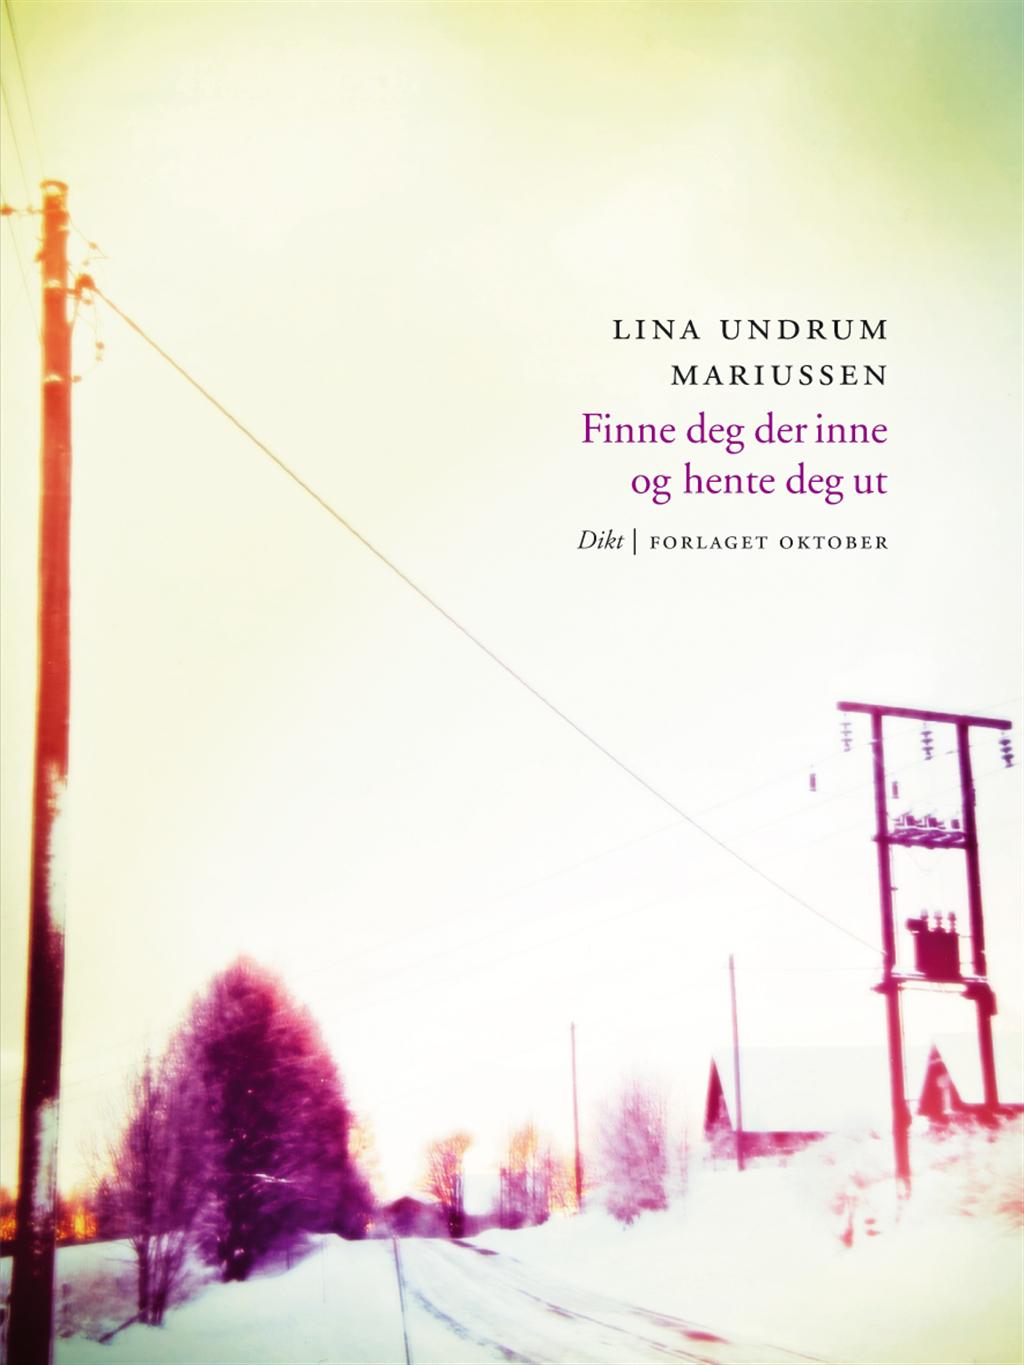 LINA UNDRUM
MARIUSSEN
Finne deg der inne
og hente deg ut
Dikt | FORLAGET OKTOBER